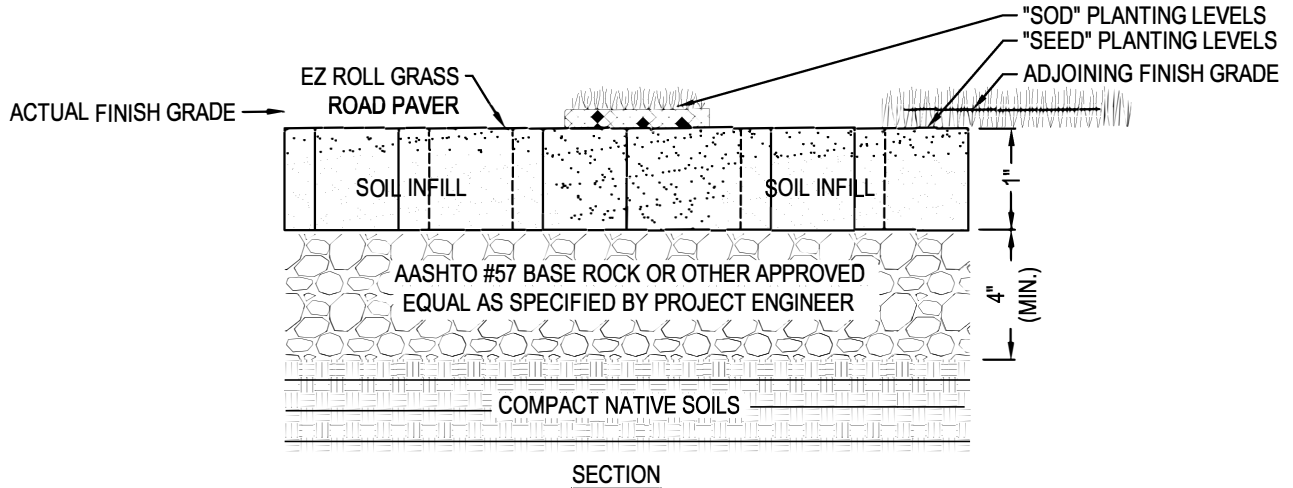 "SOD" PLANTING LEVELS
"SEED" PLANTING LEVELS
ADJOINING FINISH GRADE
EZ ROLL GRASS
ROAD PAVER
ACTUAL FINISH GRADE
SOIL INFILL
SOIL INFILL
1"
AASHTO #57 BASE ROCK OR OTHER APPROVED
EQUAL AS SPECIFIED BY PROJECT ENGINEER
4"
(MIN.)
COMPACT NATIVE SOILS
SECTION